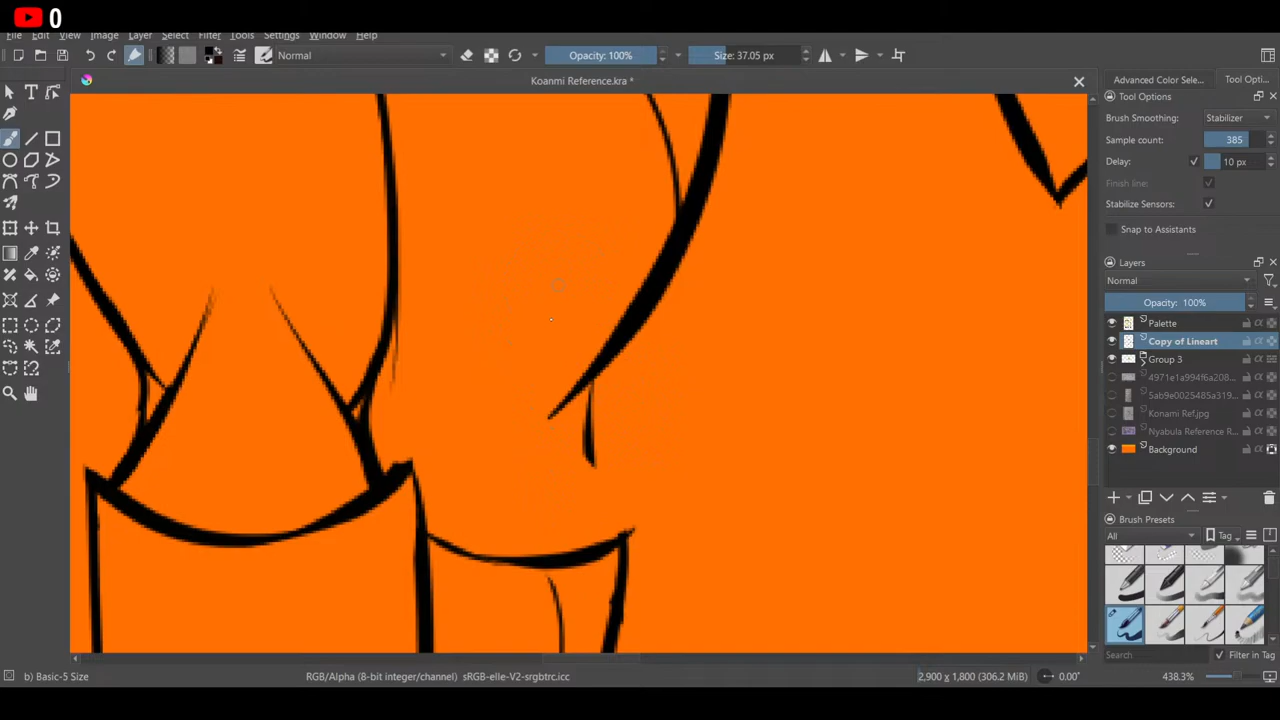 0
File Edit View Image Layer Select Filter Tools Settings Window Help
Normal
Opacity: 100%
Size: 37.05 px
Koanmi Reference.kra *
Advanced Color Sele...
Tool Opti...
Tool Options
Brush Smoothing: Stabilizer
Sample count: 385
Delay: 10 px
Finish line:
Stabilize Sensors:
Snap to Assistants
Layers
Normal
Opacity: 100%
Palette
Copy of Lineart
Group 3
4971e1a994f6a208...
5ab9e0025485a319...
Konami Ref.jpg
Nyabula Reference R...
Background
Brush Presets
All
Tag
Search
Filter in Tag
b) Basic-5 Size
RGB/Alpha (8-bit integer/channel) sRGB-elle-V2-srgbtrc.icc
2,900 x 1,800 (306.2 MiB)
0.00°
438.3%